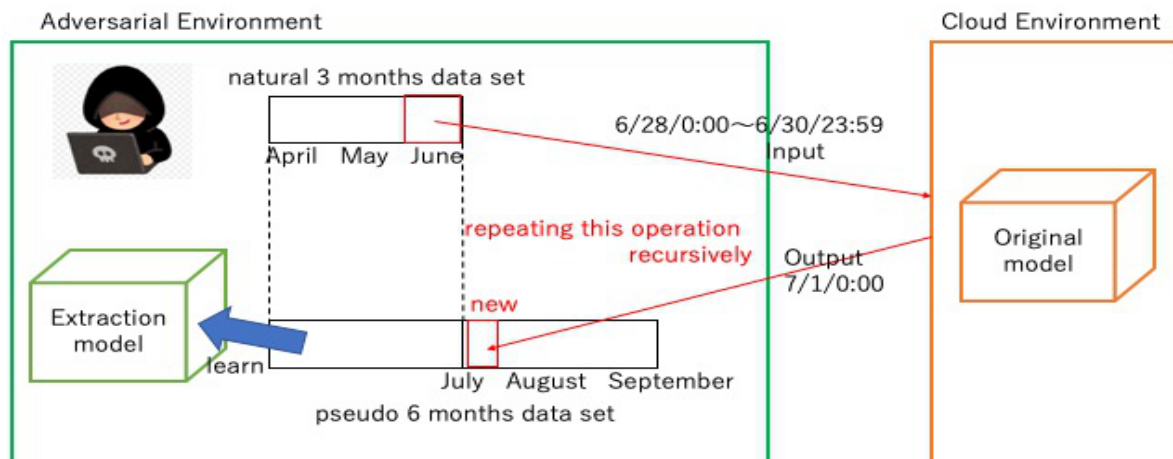 Adversarial Environment
Cloud Environment
natural 3 months data set
April May June
6/28/0:00～6/30/23:59
Input
repeating this operation
recursively
Original
model
Output
7/1/0:00
new
Extraction
model
learn
July August September
pseudo 6 months data set